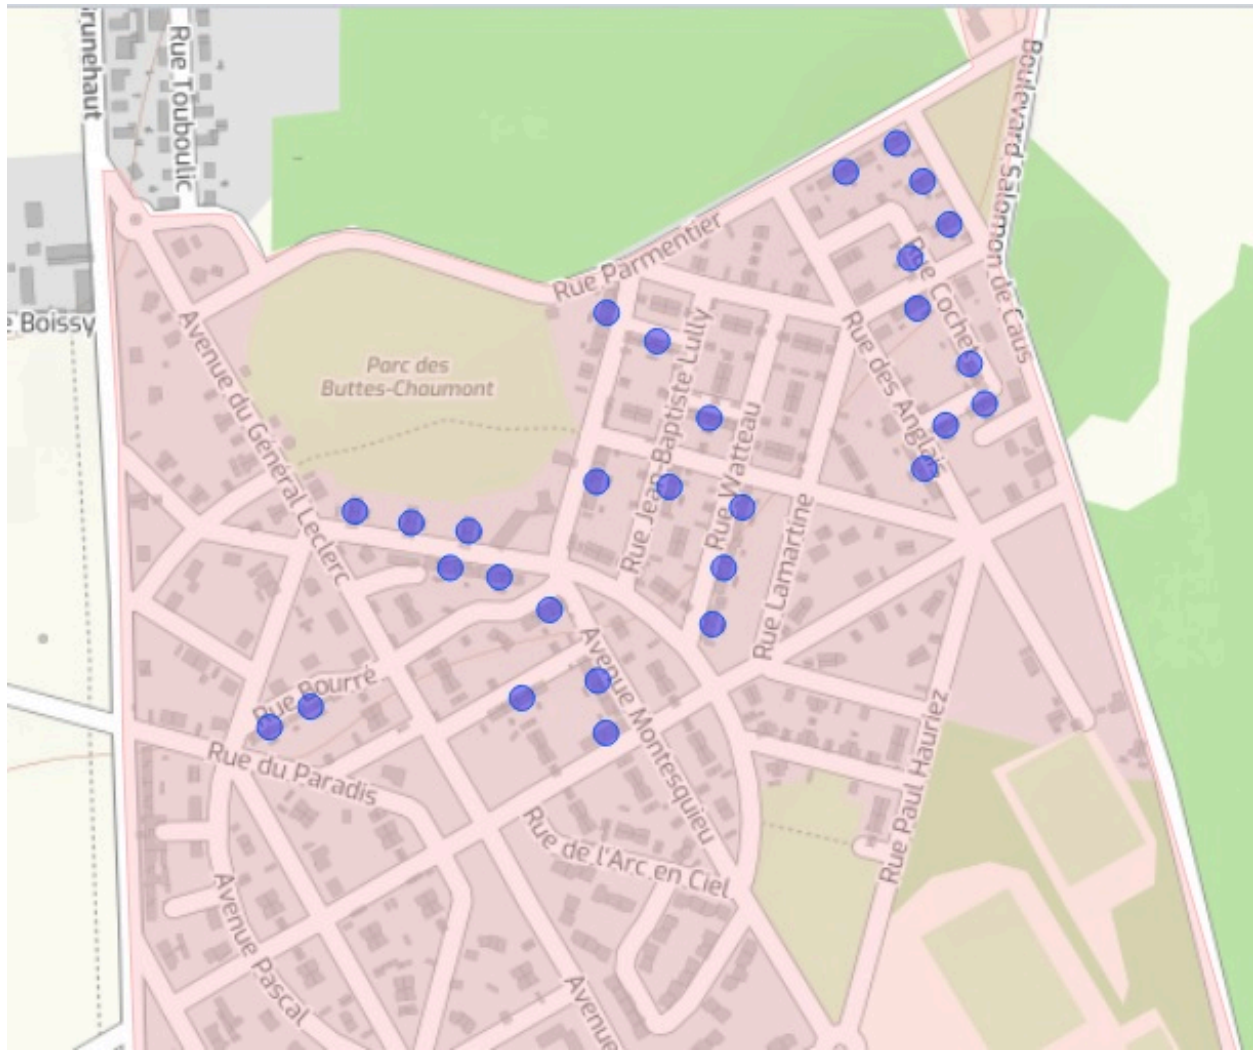 Brunehaut
Rue Touboulic
Boulevard Salomon de Caus
Rue Parmentier
Rue Cochet
Boissy
Avenue du Général Leclerc
Parc des
Buttes-Chaumont
Rue Jean-Baptiste Lully
Rue des Anglais
Rue Watteau
Rue Lamartine
Rue Bourré
Avenue Montesquieu
Rue du Paradis
Rue Paul Hauriez
Rue de l'Arc en Ciel
Avenue Pascal
Avenue